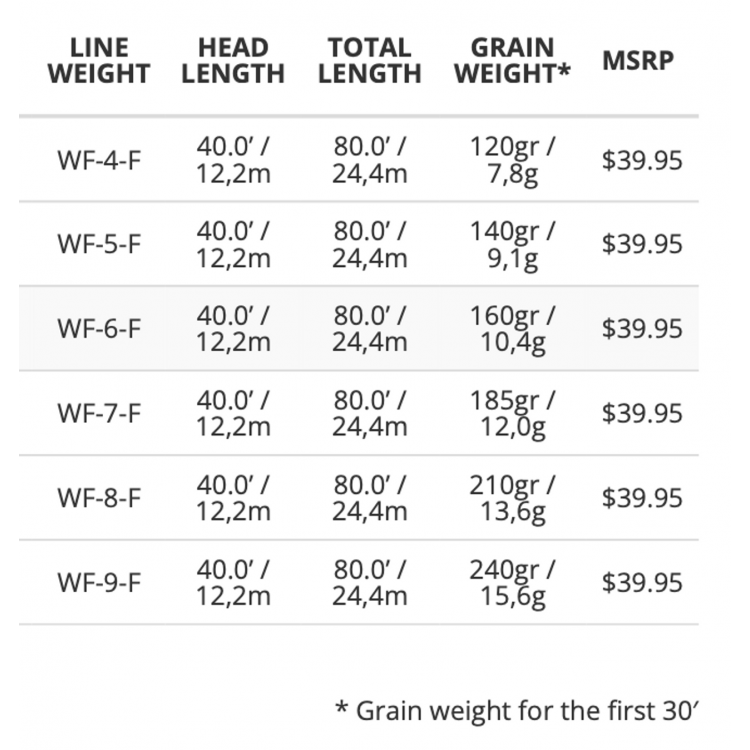 LINE WEIGHT HEAD LENGTH TOTAL LENGTH GRAIN WEIGHT* MSRP
WF-4-F 40.0′ / 12,2m 80.0′ / 24,4m 120gr / 7,8g $39.95
WF-5-F 40.0′ / 12,2m 80.0′ / 24,4m 140gr / 9,1g $39.95
WF-6-F 40.0′ / 12,2m 80.0′ / 24,4m 160gr / 10,4g $39.95
WF-7-F 40.0′ / 12,2m 80.0′ / 24,4m 185gr / 12,0g $39.95
WF-8-F 40.0′ / 12,2m 80.0′ / 24,4m 210gr / 13,6g $39.95
WF-9-F 40.0′ / 12,2m 80.0′ / 24,4m 240gr / 15,6g $39.95
* Grain weight for the first 30′